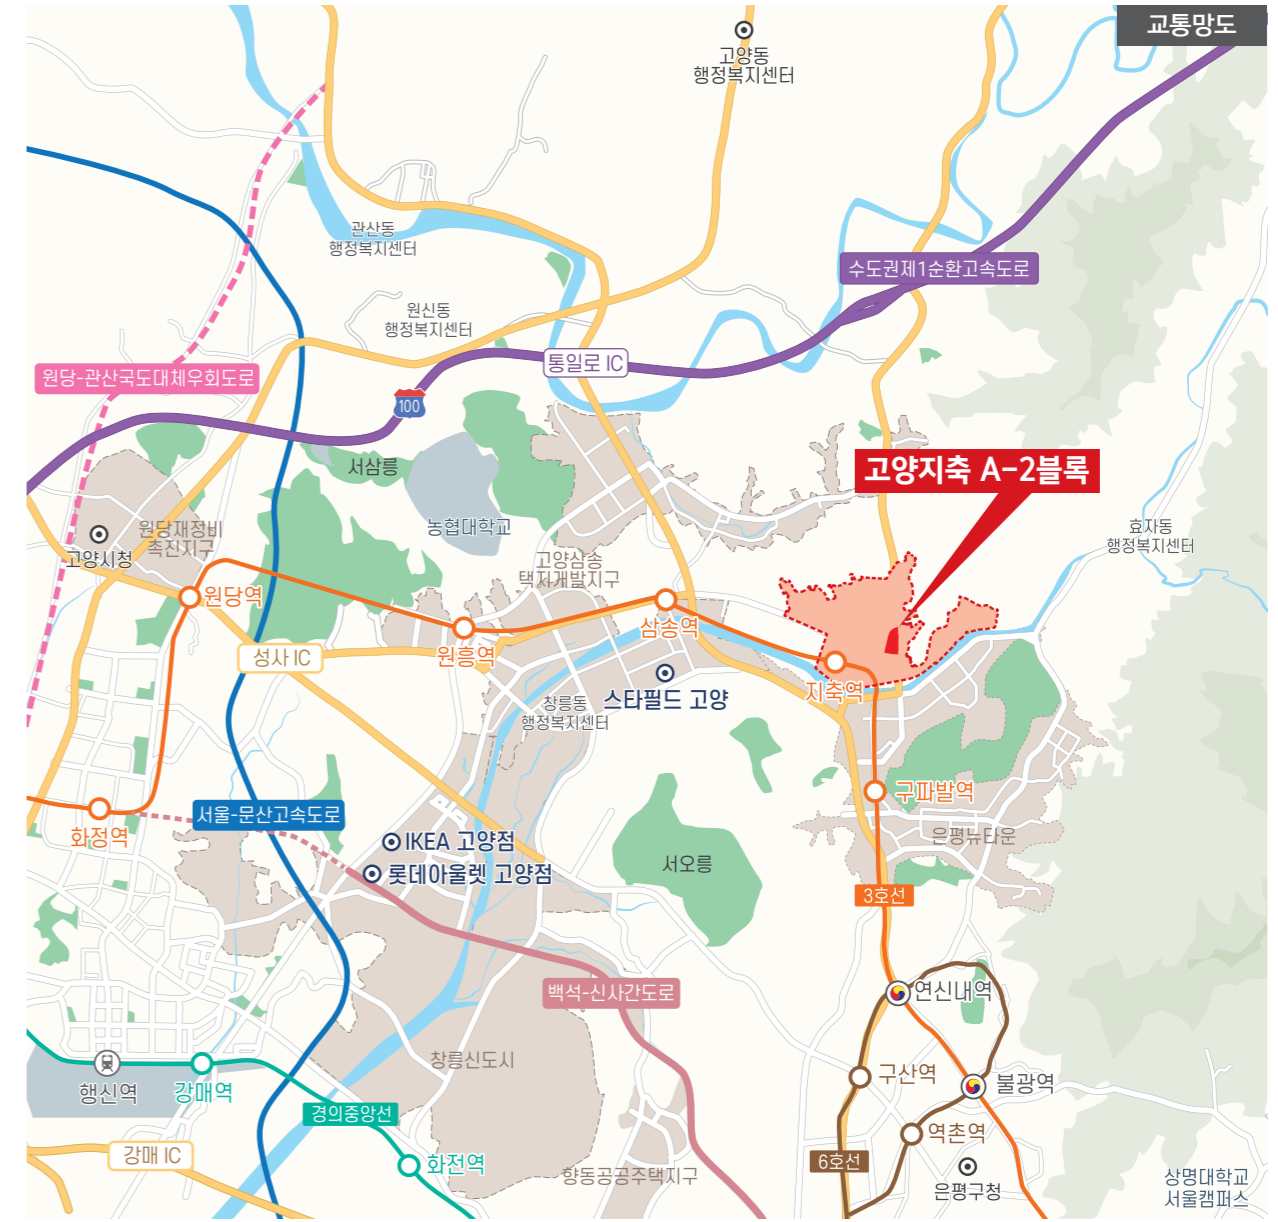 교통망도
고양동
행정복지센터
관산동
행정복지센터
수도권제1순환고속도로
원신동
행정복지센터
통일로 IC
원당-관산국도대체우회도로
100
서삼릉
고양지축 A-2블록
농협대학교
원당재정비
촉진지구
고양시청
효자동
행정복지센터
고양삼송
택지개발지구
원당역
원흥역
삼송역
성사 IC
지축역
스타필드 고양
창릉동
행정복지센터
구파발역
서울-문산고속도로
화정역
은평뉴타운
IKEA 고양점
롯데아울렛 고양점
서오릉
3호선
백석-신사간도로
연신내역
창릉신도시
구산역
불광역
행신역
강매역
경의중앙선
역촌역
강매 IC
화전역
6호선
향동공공주택지구
은평구청
상명대학교
서울캠퍼스